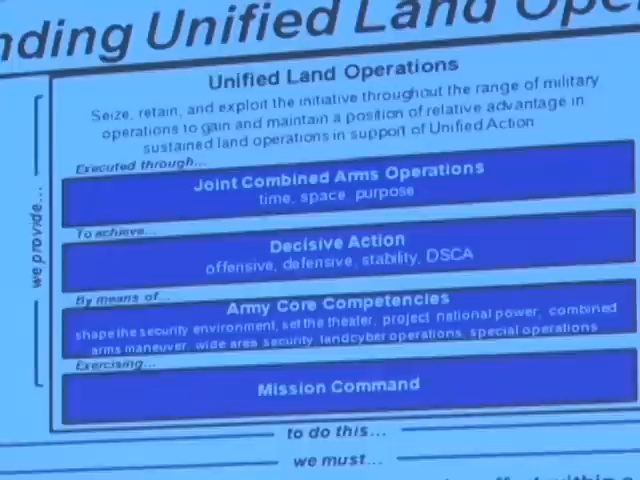 nding Unified Land Ope
Unified Land Operations
Seize, retain, and exploit the initiative throughout the range of military
operations to gain and maintain a position of relative advantage in
sustained land operations in support of Unified Action
Executed through...
Joint Combined Arms Operations
time, space, purpose
To achieve...
Decisive Action
offensive, defensive, stability, DSCA
we provide...
By means of...
Army Core Competencies
shape the security environment, set the theater, project national power, combined
arms maneuver, wide area security, landcyber operations, special operations
Exercising...
Mission Command
to do this...
we must...